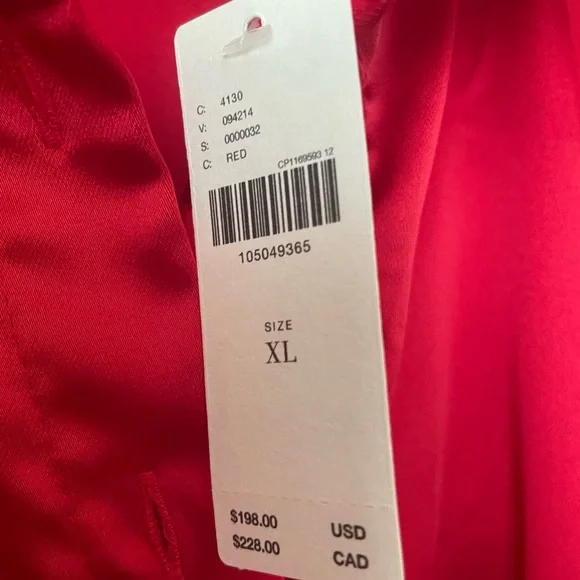 C: 4130
V: 094214
S: 0000032
C: RED
CP1169593 12
105049365
SIZE
XL
$198.00 USD
$228.00 CAD